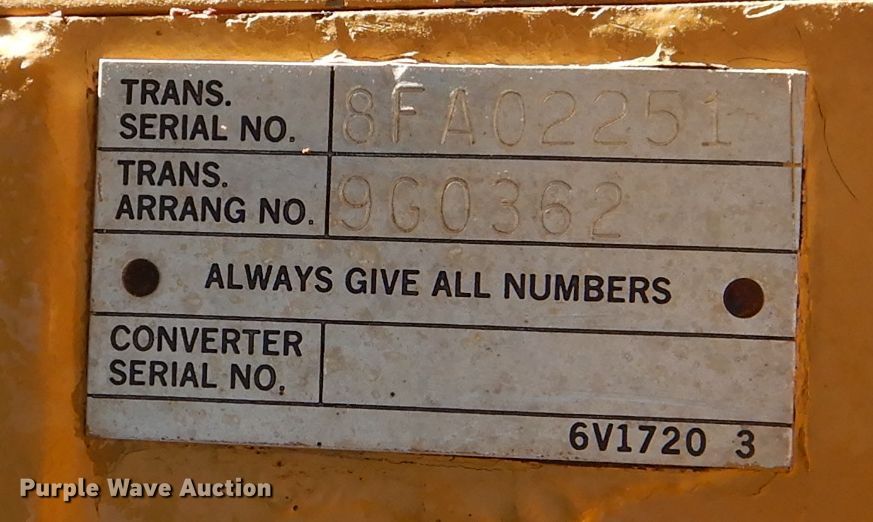 TRANS.
SERIAL NO. 8FA02251
TRANS.
ARRANG NO. 9G0362
ALWAYS GIVE ALL NUMBERS
CONVERTER
SERIAL NO.
6V1720 3
Purple Wave Auction